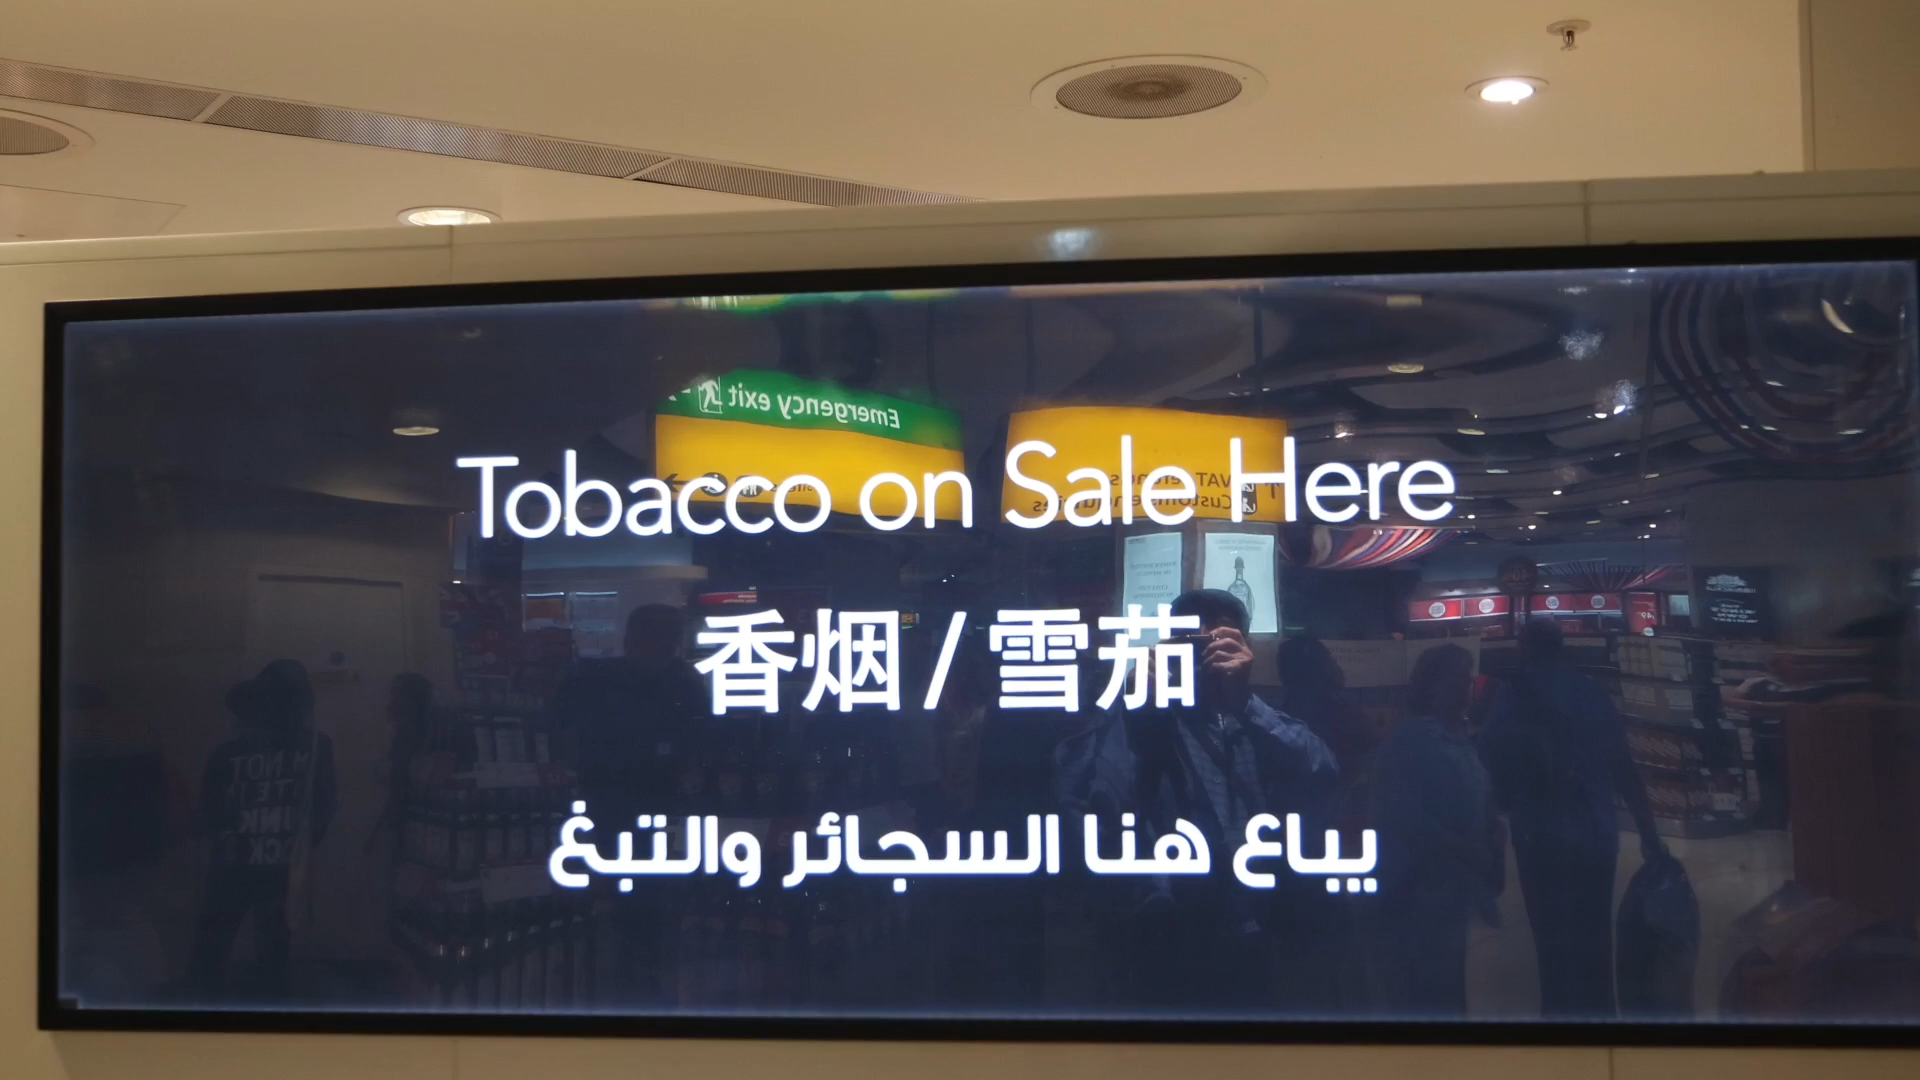 Tobacco on Sale Here
香烟 / 雪茄
يباع هنا السجائر والتبغ
Emergency exit